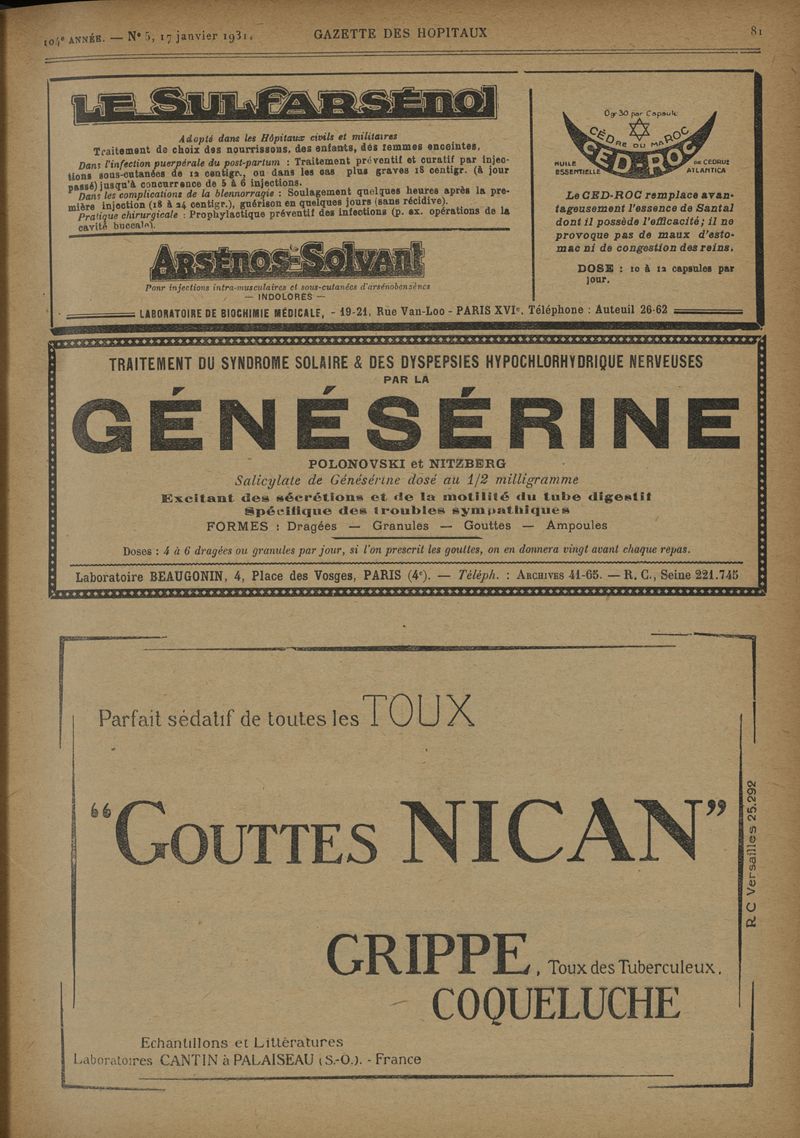 104e ANNÉE. — N° 5, 17 janvier 1931.
GAZETTE DES HOPITAUX
81
LE SULFARSÉNOL
Adopté dans les Hôpitaux civils et militaires
Traitement de choix des nourrissons, des enfants, des femmes enceintes.
Dans l'infection puerpérale du post-partum : Traitement préventif et curatif par injec-
tions sous-cutanées de 12 centigr., ou dans les cas plus graves 18 centigr. (à jour
passé) jusqu'à concurrence de 5 à 6 injections.
Dans les complications de la blennorragie : Soulagement quelques heures après la pre-
mière injection (18 à 24 centigr.), guérison en quelques jours (sans récidive).
Pratique chirurgicale : Prophylactique préventif des infections (p. ex. opérations de la
cavité buccale).
ARSÉNOS-SOLVANT
Pour injections intra-musculaires et sous-cutanées d'arsénobensènes
— INDOLORES —
Ogr 30 par Capsule
CÈDRE DU MAROC
CED-ROC
HUILE
ESSENTIELLE
DE CEDRUS
ATLANTICA
Le CED-ROC remplace avan-
tageusement l'essence de Santal
dont il possède l'efficacité ; il ne
provoque pas de maux d'esto-
mac ni de congestion des reins.
DOSE : 10 à 12 capsules par
jour.
LABORATOIRE DE BIOCHIMIE MÉDICALE, - 19-21, Rue Van-Loo - PARIS XVIe. Téléphone : Auteuil 26-62
TRAITEMENT DU SYNDROME SOLAIRE & DES DYSPEPSIES HYPOCHLORHYDRIQUE NERVEUSES
PAR LA
GÉNÉSÉRINE
POLONOVSKI et NITZBERG
Salicylate de Génésérine dosé au 1/2 milligramme
Excitant des sécrétions et de la motilité du tube digestif
Spécifique des troubles sympathiques
FORMES : Dragées — Granules — Gouttes — Ampoules
Doses : 4 à 6 dragées ou granules par jour, si l'on prescrit les gouttes, on en donnera vingt avant chaque repas.
Laboratoire BEAUGONIN, 4, Place des Vosges, PARIS (4e). — Téléph. : ARCHIVES 41-65. — R. C., Seine 221.745
Parfait sédatif de toutes les TOUX
“GOUTTES NICAN”
GRIPPE, Toux des Tuberculeux,
COQUELUCHE
Echantillons et Littératures
Laboratoires CANTIN à PALAISEAU (S.-O.). - France
R C Versailles 25.292